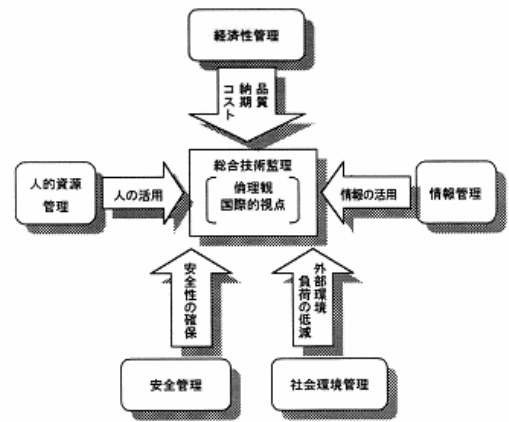 経済性管理
品質
納期
コスト
総合技術監理
倫理観
国際的視点
人的資源
管理
人の活用
情報の活用
情報管理
安全性の確保
外部環境
負荷の低減
安全管理
社会環境管理